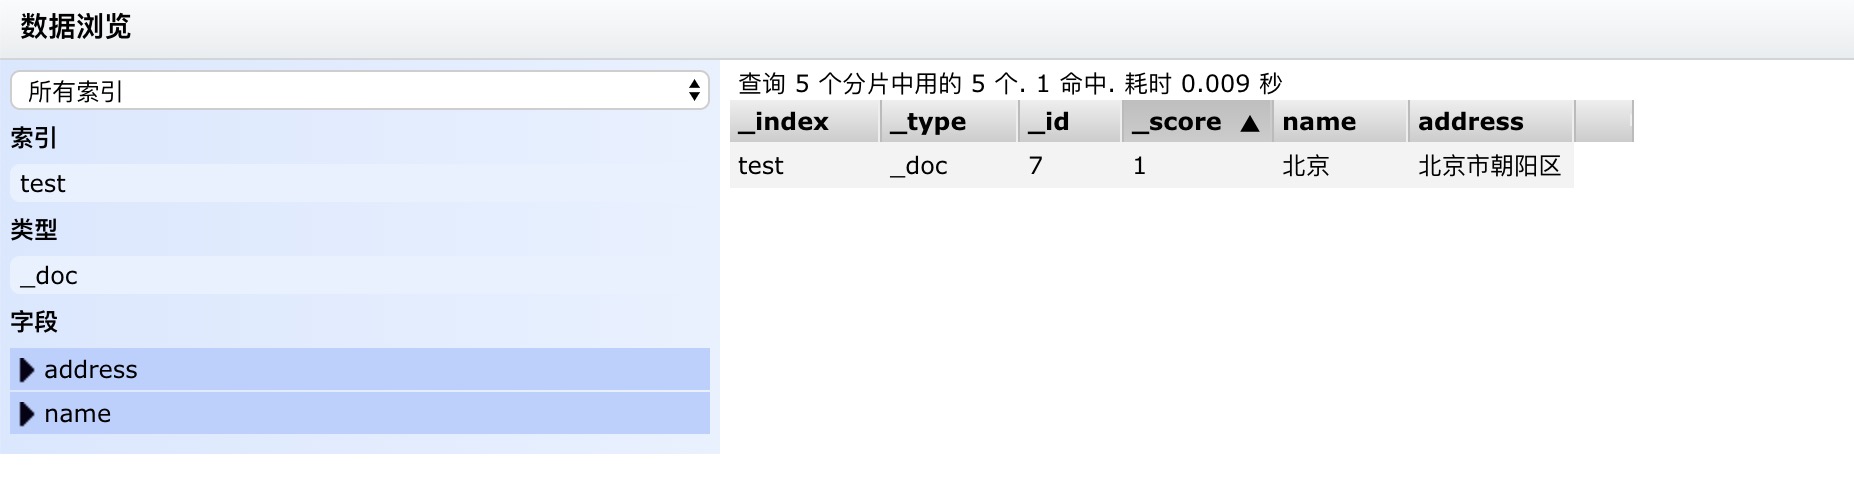 数据浏览
所有索引
索引
test
类型
_doc
字段
address
name
查询 5 个分片中用的 5 个. 1 命中. 耗时 0.009 秒
_index _type _id _score ▲ name address
test _doc 7 1 北京 北京市朝阳区